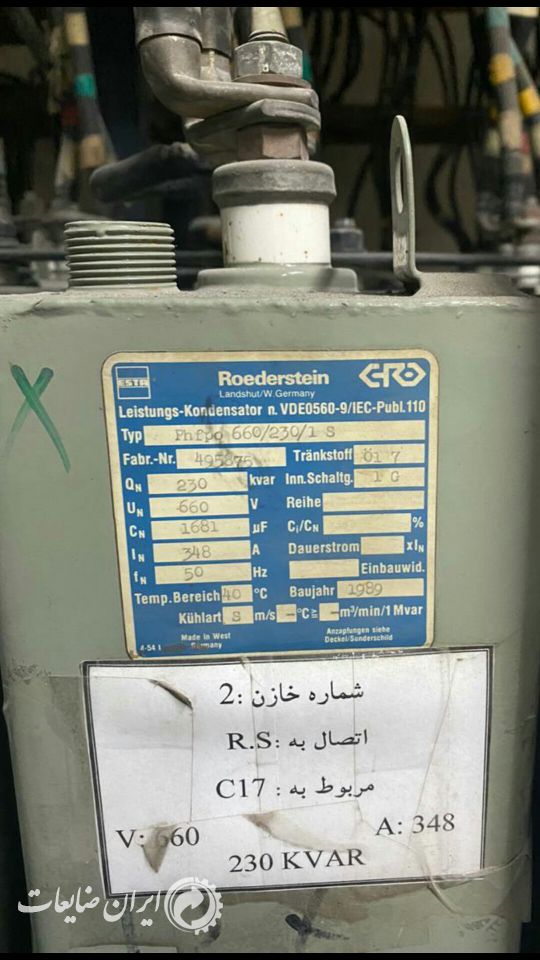 ESTA
Roederstein
ERO
Landshut/W.Germany
Leistungs-Kondensator n. VDE0560-9/IEC-Publ.110
Typ Phfpo 660/230/1 S
Fabr.-Nr. 495875 Tränkstoff Öl 7
QN 230 kvar Inn.Schaltg. 1 G
UN 660 V Reihe
CN 1681 µF Ci/CN %
IN 348 A Dauerstrom xIN
fN 50 Hz Einbauwid.
Temp.Bereich 40 °C Baujahr 1989
Kühlart S m/s - °C ≥ - m³/min/1 Mvar
Made in West Germany
Anzapfungen siehe Deckel/Sonderschild
شماره خازن :2
اتصال به :R.S
مربوط به : C17
V: 660 A: 348
230 KVAR
ایران ضایعات